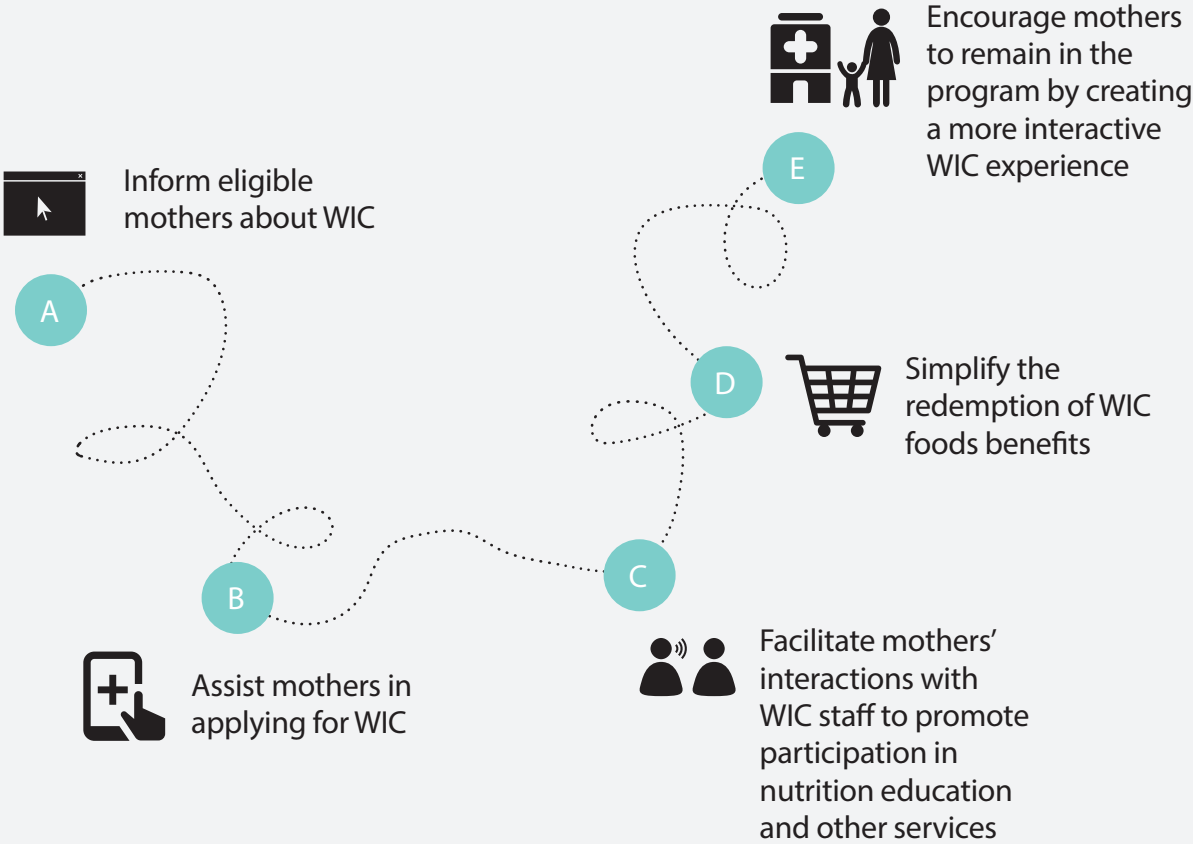 A
Inform eligible
mothers about WIC
B
Assist mothers in
applying for WIC
C
Facilitate mothers’
interactions with
WIC staff to promote
participation in
nutrition education
and other services
D
Simplify the
redemption of WIC
foods benefits
E
Encourage mothers
to remain in the
program by creating
a more interactive
WIC experience